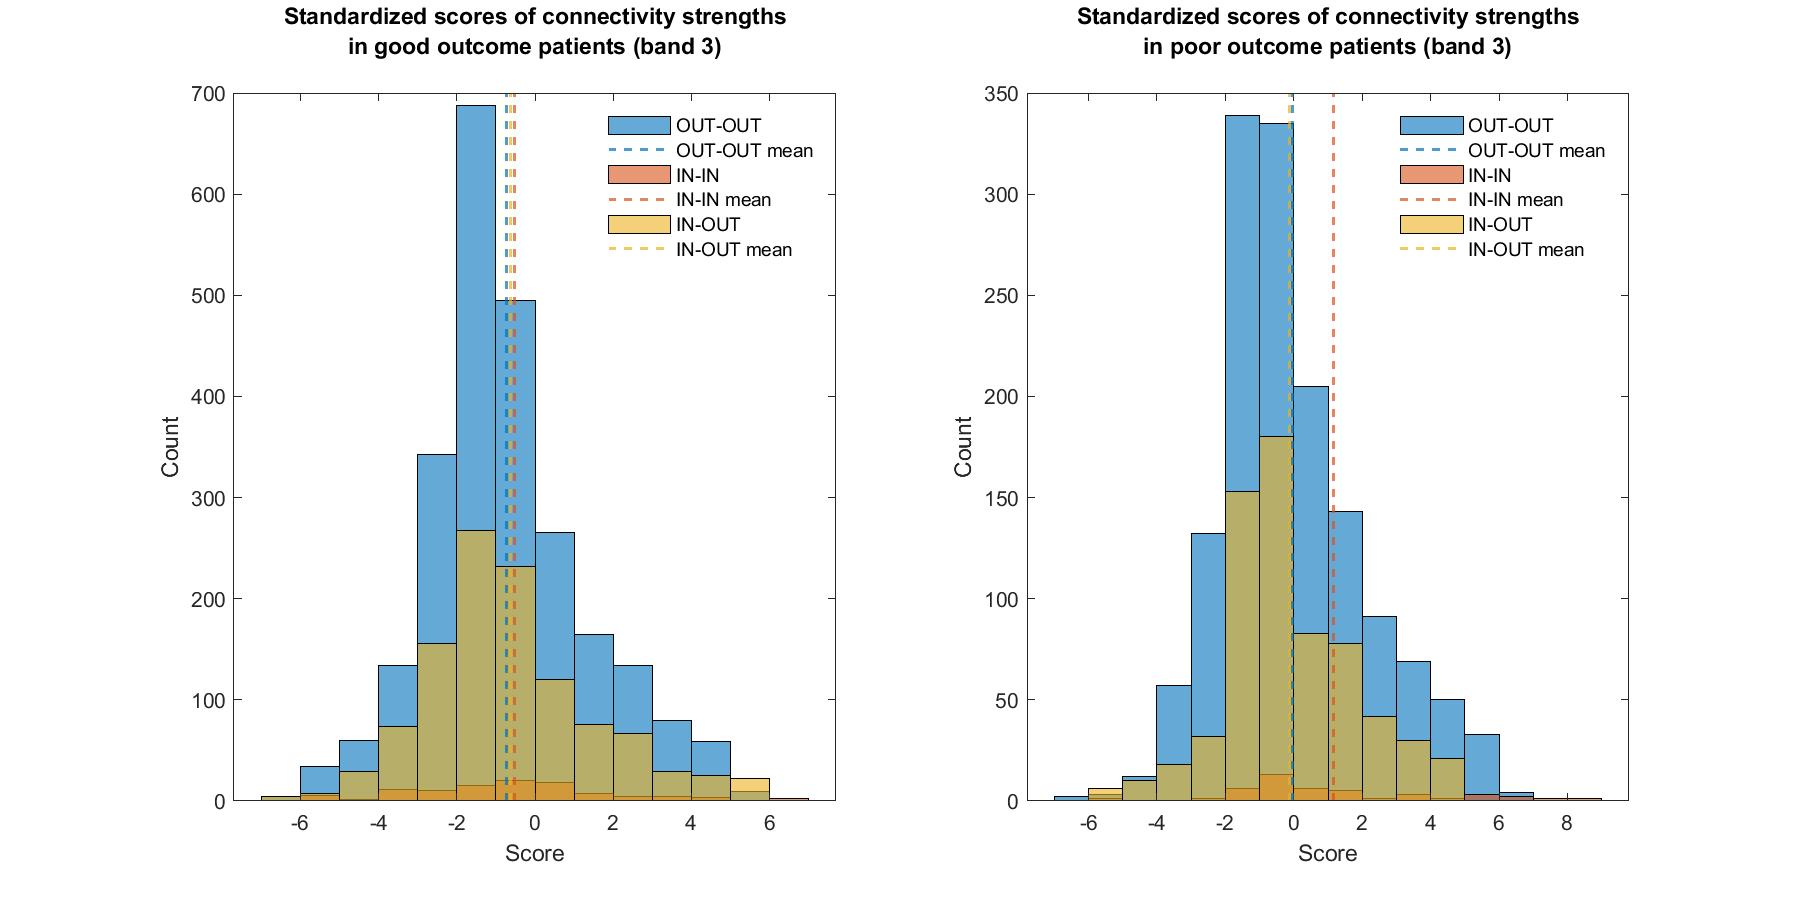 Standardized scores of connectivity strengths
in good outcome patients (band 3)
700
600
500
400
300
200
100
0
Count
-6
-4
-2
0
2
4
6
Score
OUT-OUT
OUT-OUT mean
IN-IN
IN-IN mean
IN-OUT
IN-OUT mean
Standardized scores of connectivity strengths
in poor outcome patients (band 3)
350
300
250
200
150
100
50
0
Count
-6
-4
-2
0
2
4
6
8
Score
OUT-OUT
OUT-OUT mean
IN-IN
IN-IN mean
IN-OUT
IN-OUT mean